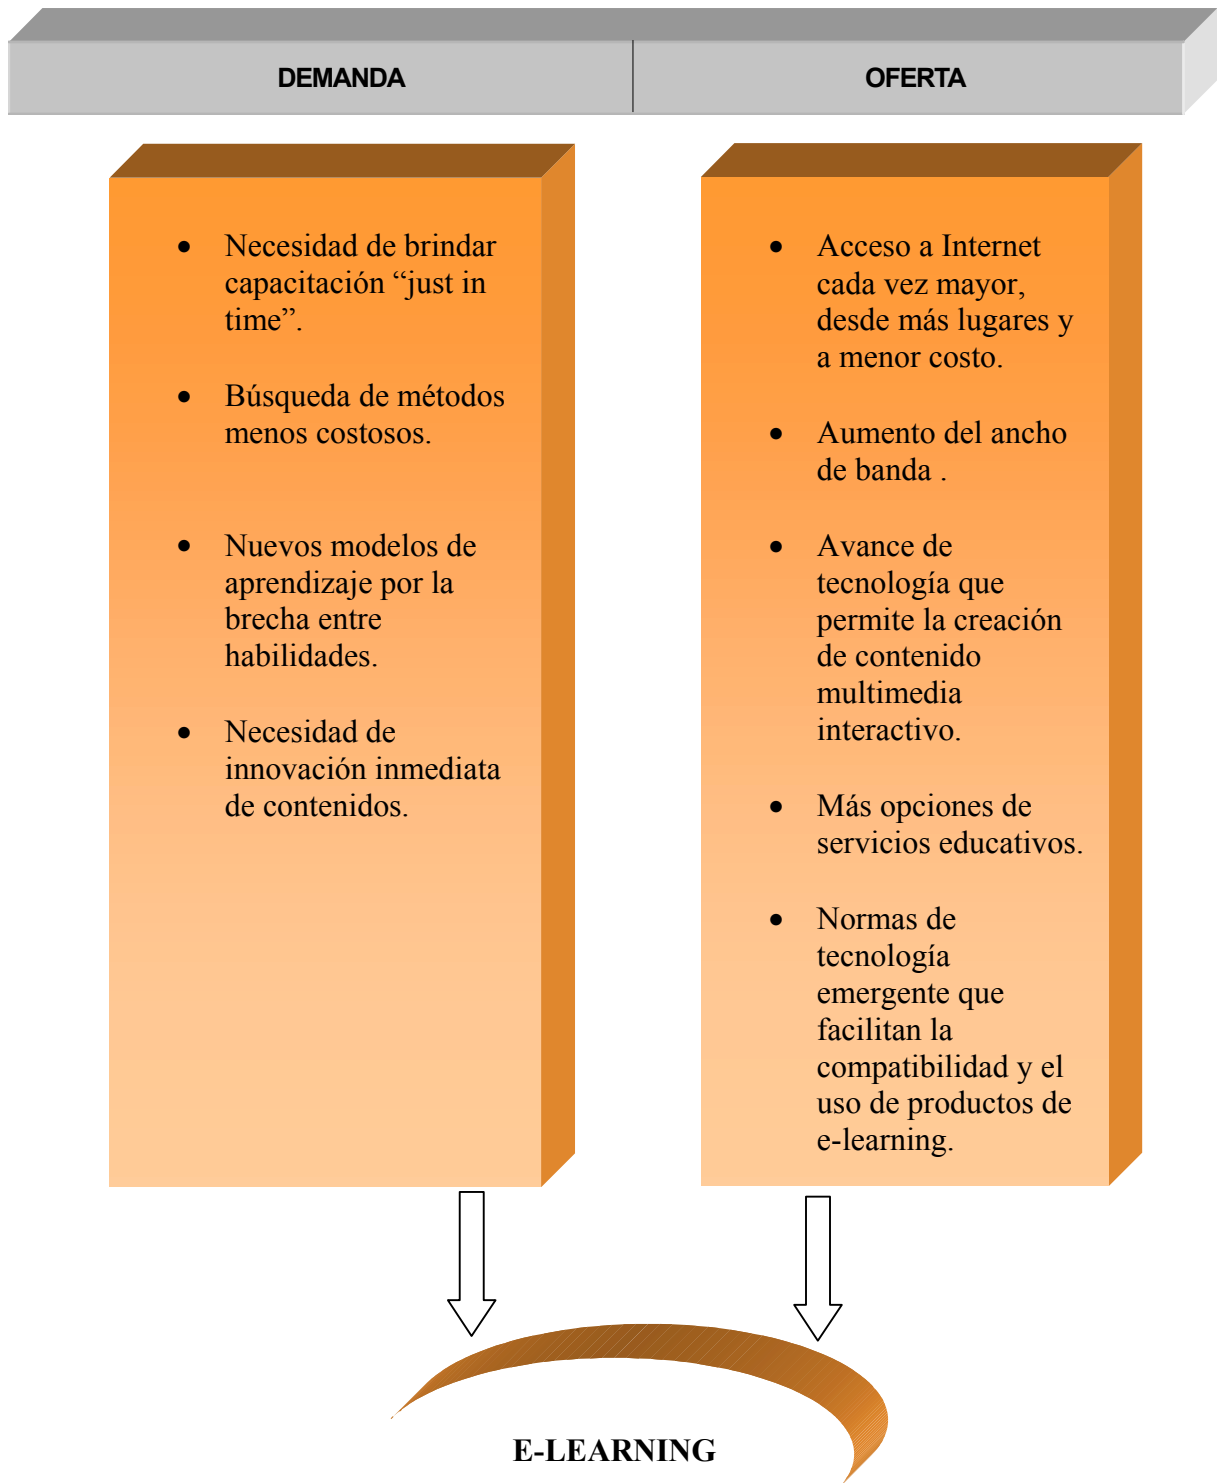 DEMANDA
OFERTA
• Necesidad de brindar
capacitación “just in
time”.
• Búsqueda de métodos
menos costosos.
• Nuevos modelos de
aprendizaje por la
brecha entre
habilidades.
• Necesidad de
innovación inmediata
de contenidos.
• Acceso a Internet
cada vez mayor,
desde más lugares y
a menor costo.
• Aumento del ancho
de banda .
• Avance de
tecnología que
permite la creación
de contenido
multimedia
interactivo.
• Más opciones de
servicios educativos.
• Normas de
tecnología
emergente que
facilitan la
compatibilidad y el
uso de productos de
e-learning.
E-LEARNING